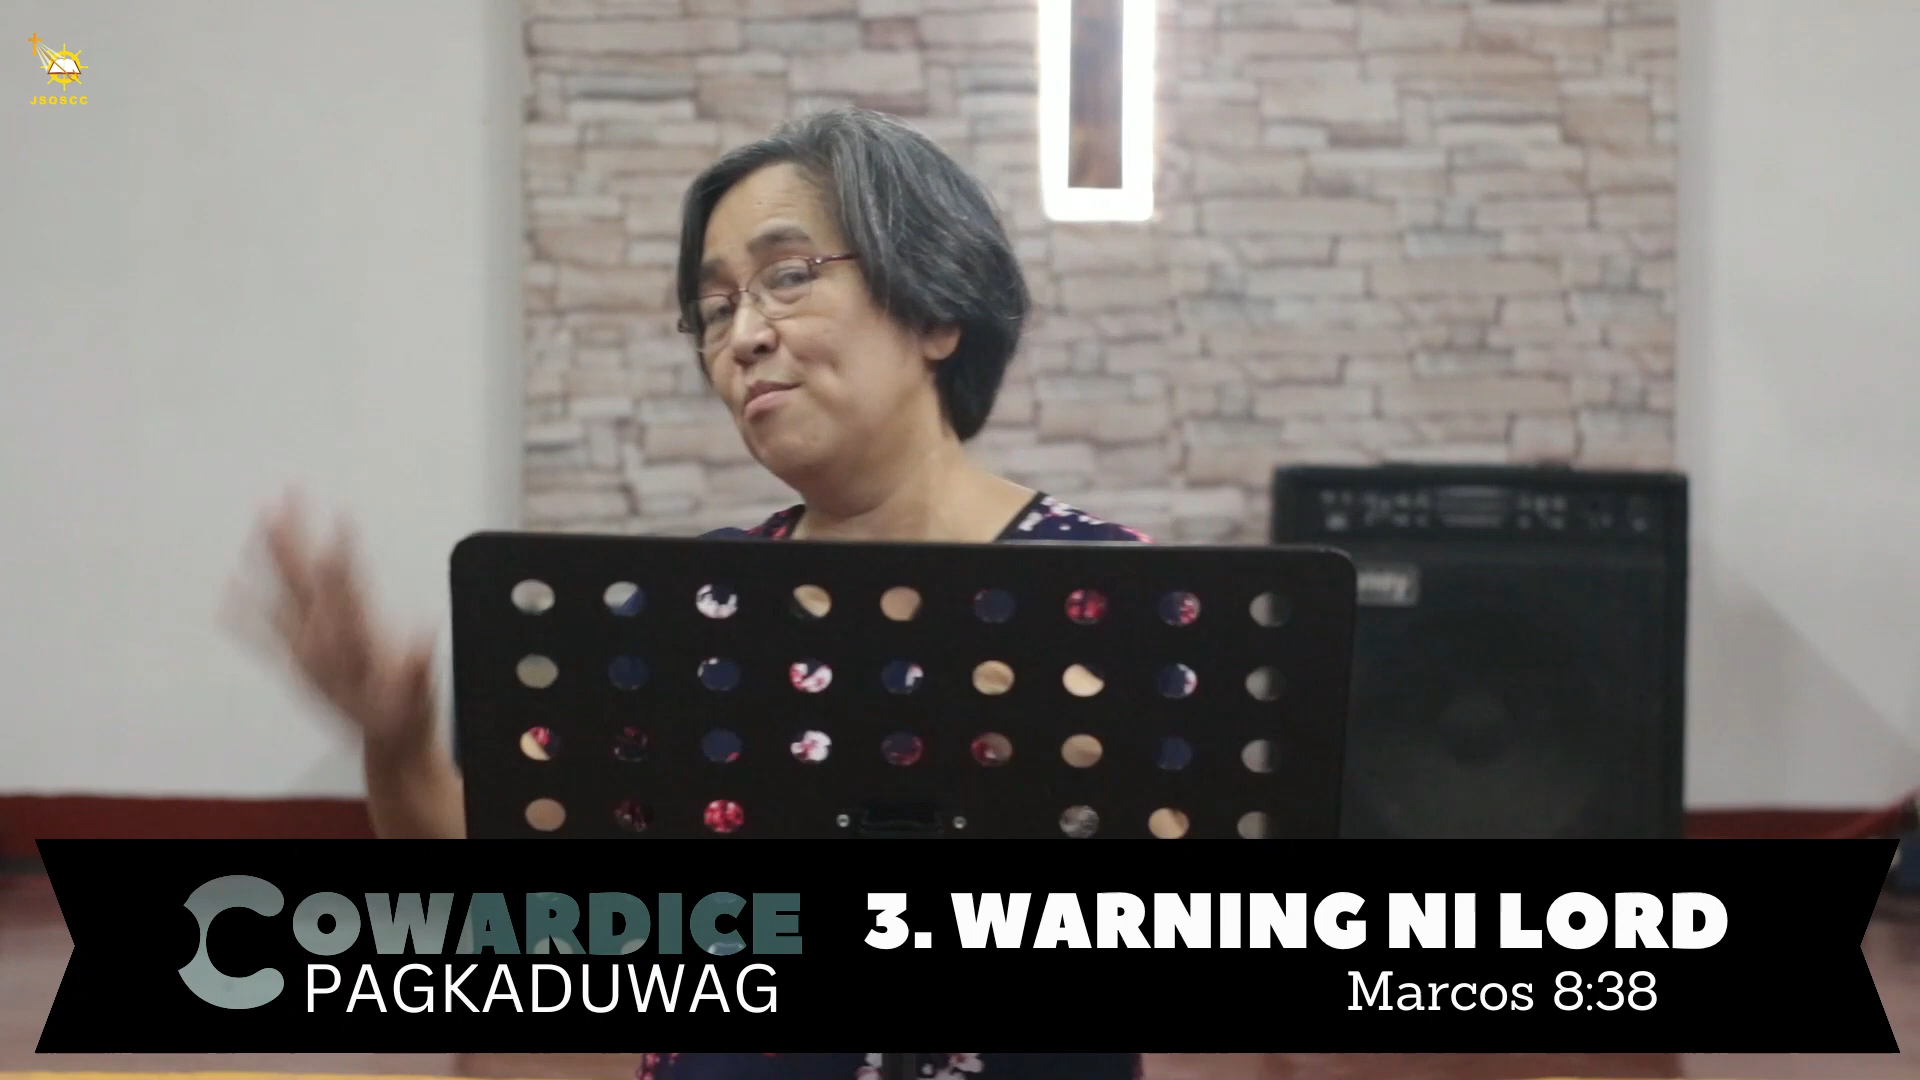 JSOSCC
COWARDICE
PAGKADUWAG
3. WARNING NI LORD
Marcos 8:38